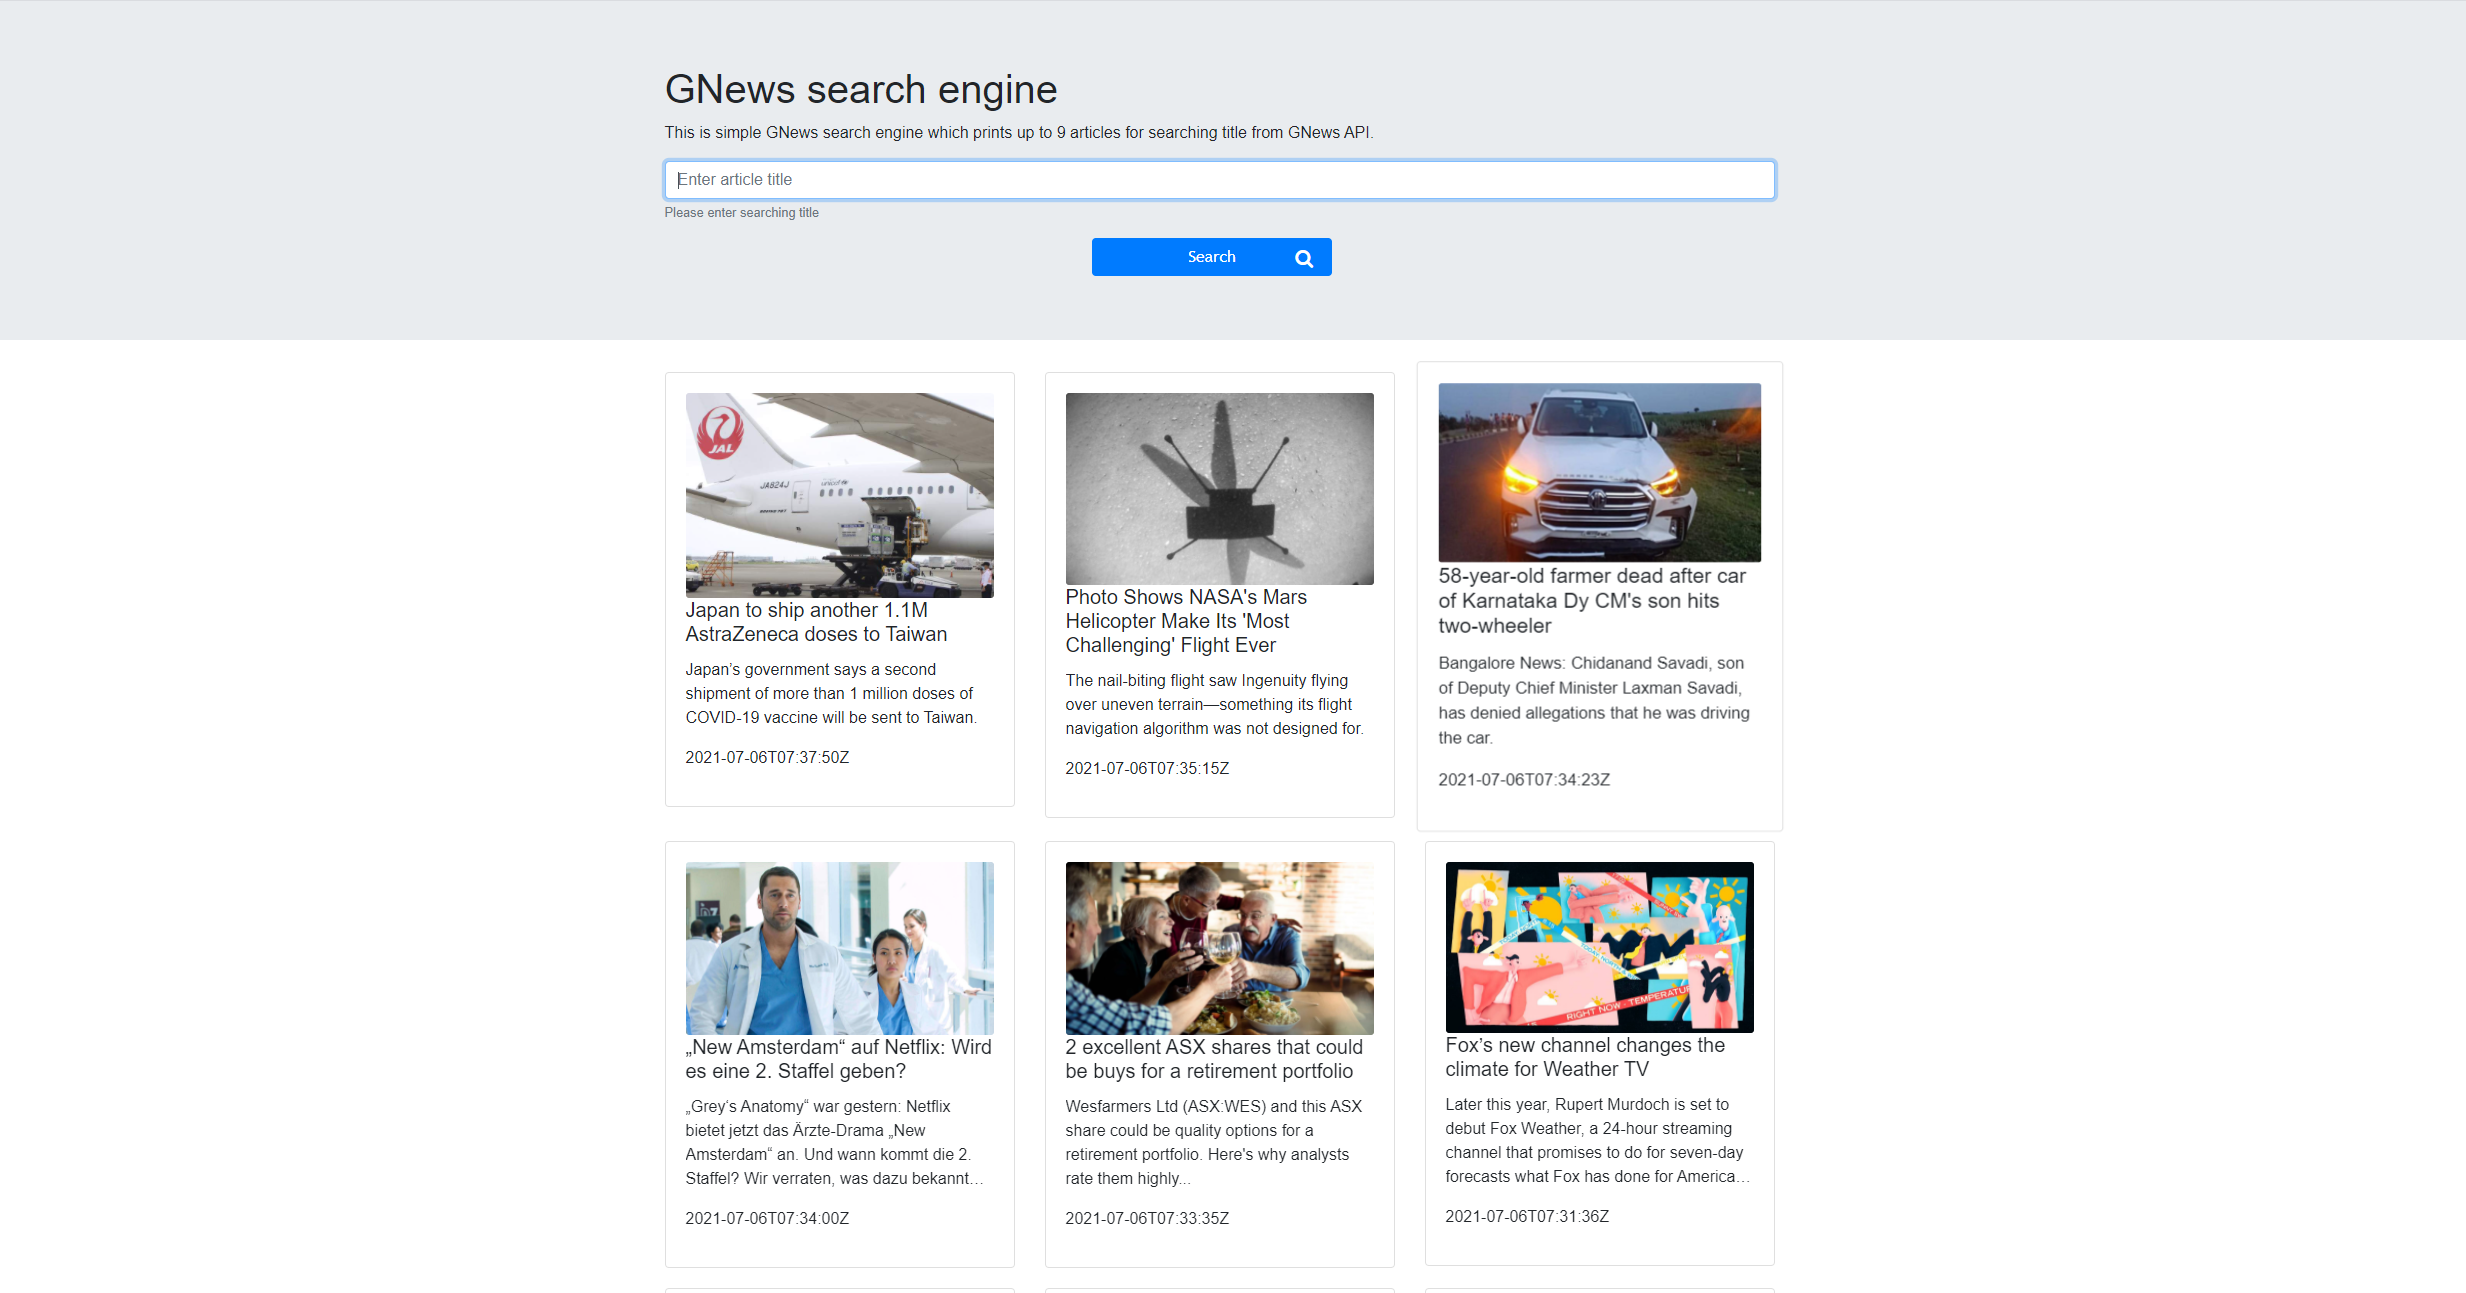 GNews search engine
This is simple GNews search engine which prints up to 9 articles for searching title from GNews API.
Enter article title
Please enter searching title
Search
JAL
JA824J
unicef
Japan to ship another 1.1M
AstraZeneca doses to Taiwan
Japan’s government says a second
shipment of more than 1 million doses of
COVID-19 vaccine will be sent to Taiwan.
2021-07-06T07:37:50Z
Photo Shows NASA's Mars
Helicopter Make Its 'Most
Challenging' Flight Ever
The nail-biting flight saw Ingenuity flying
over uneven terrain—something its flight
navigation algorithm was not designed for.
2021-07-06T07:35:15Z
58-year-old farmer dead after car
of Karnataka Dy CM's son hits
two-wheeler
Bangalore News: Chidanand Savadi, son
of Deputy Chief Minister Laxman Savadi,
has denied allegations that he was driving
the car.
2021-07-06T07:34:23Z
„New Amsterdam“ auf Netflix: Wird
es eine 2. Staffel geben?
„Grey‘s Anatomy“ war gestern: Netflix
bietet jetzt das Ärzte-Drama „New
Amsterdam“ an. Und wann kommt die 2.
Staffel? Wir verraten, was dazu bekannt…
2021-07-06T07:34:00Z
2 excellent ASX shares that could
be buys for a retirement portfolio
Wesfarmers Ltd (ASX:WES) and this ASX
share could be quality options for a
retirement portfolio. Here's why analysts
rate them highly...
2021-07-06T07:33:35Z
RIGHT NOW TEMPERATU
Fox’s new channel changes the
climate for Weather TV
Later this year, Rupert Murdoch is set to
debut Fox Weather, a 24-hour streaming
channel that promises to do for seven-day
forecasts what Fox has done for America…
2021-07-06T07:31:36Z